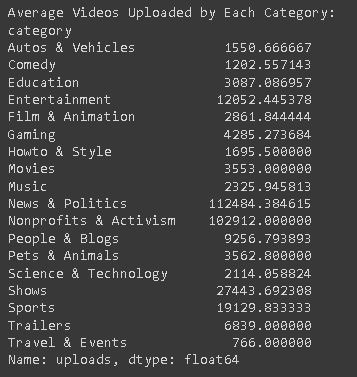 Average Videos Uploaded by Each Category:
category
Autos & Vehicles 1550.666667
Comedy 1202.557143
Education 3087.086957
Entertainment 12052.445378
Film & Animation 2861.844444
Gaming 4285.273684
Howto & Style 1695.500000
Movies 3553.000000
Music 2325.945813
News & Politics 112484.384615
Nonprofits & Activism 102912.000000
People & Blogs 9256.793893
Pets & Animals 3562.800000
Science & Technology 2114.058824
Shows 27443.692308
Sports 19129.833333
Trailers 6839.000000
Travel & Events 766.000000
Name: uploads, dtype: float64